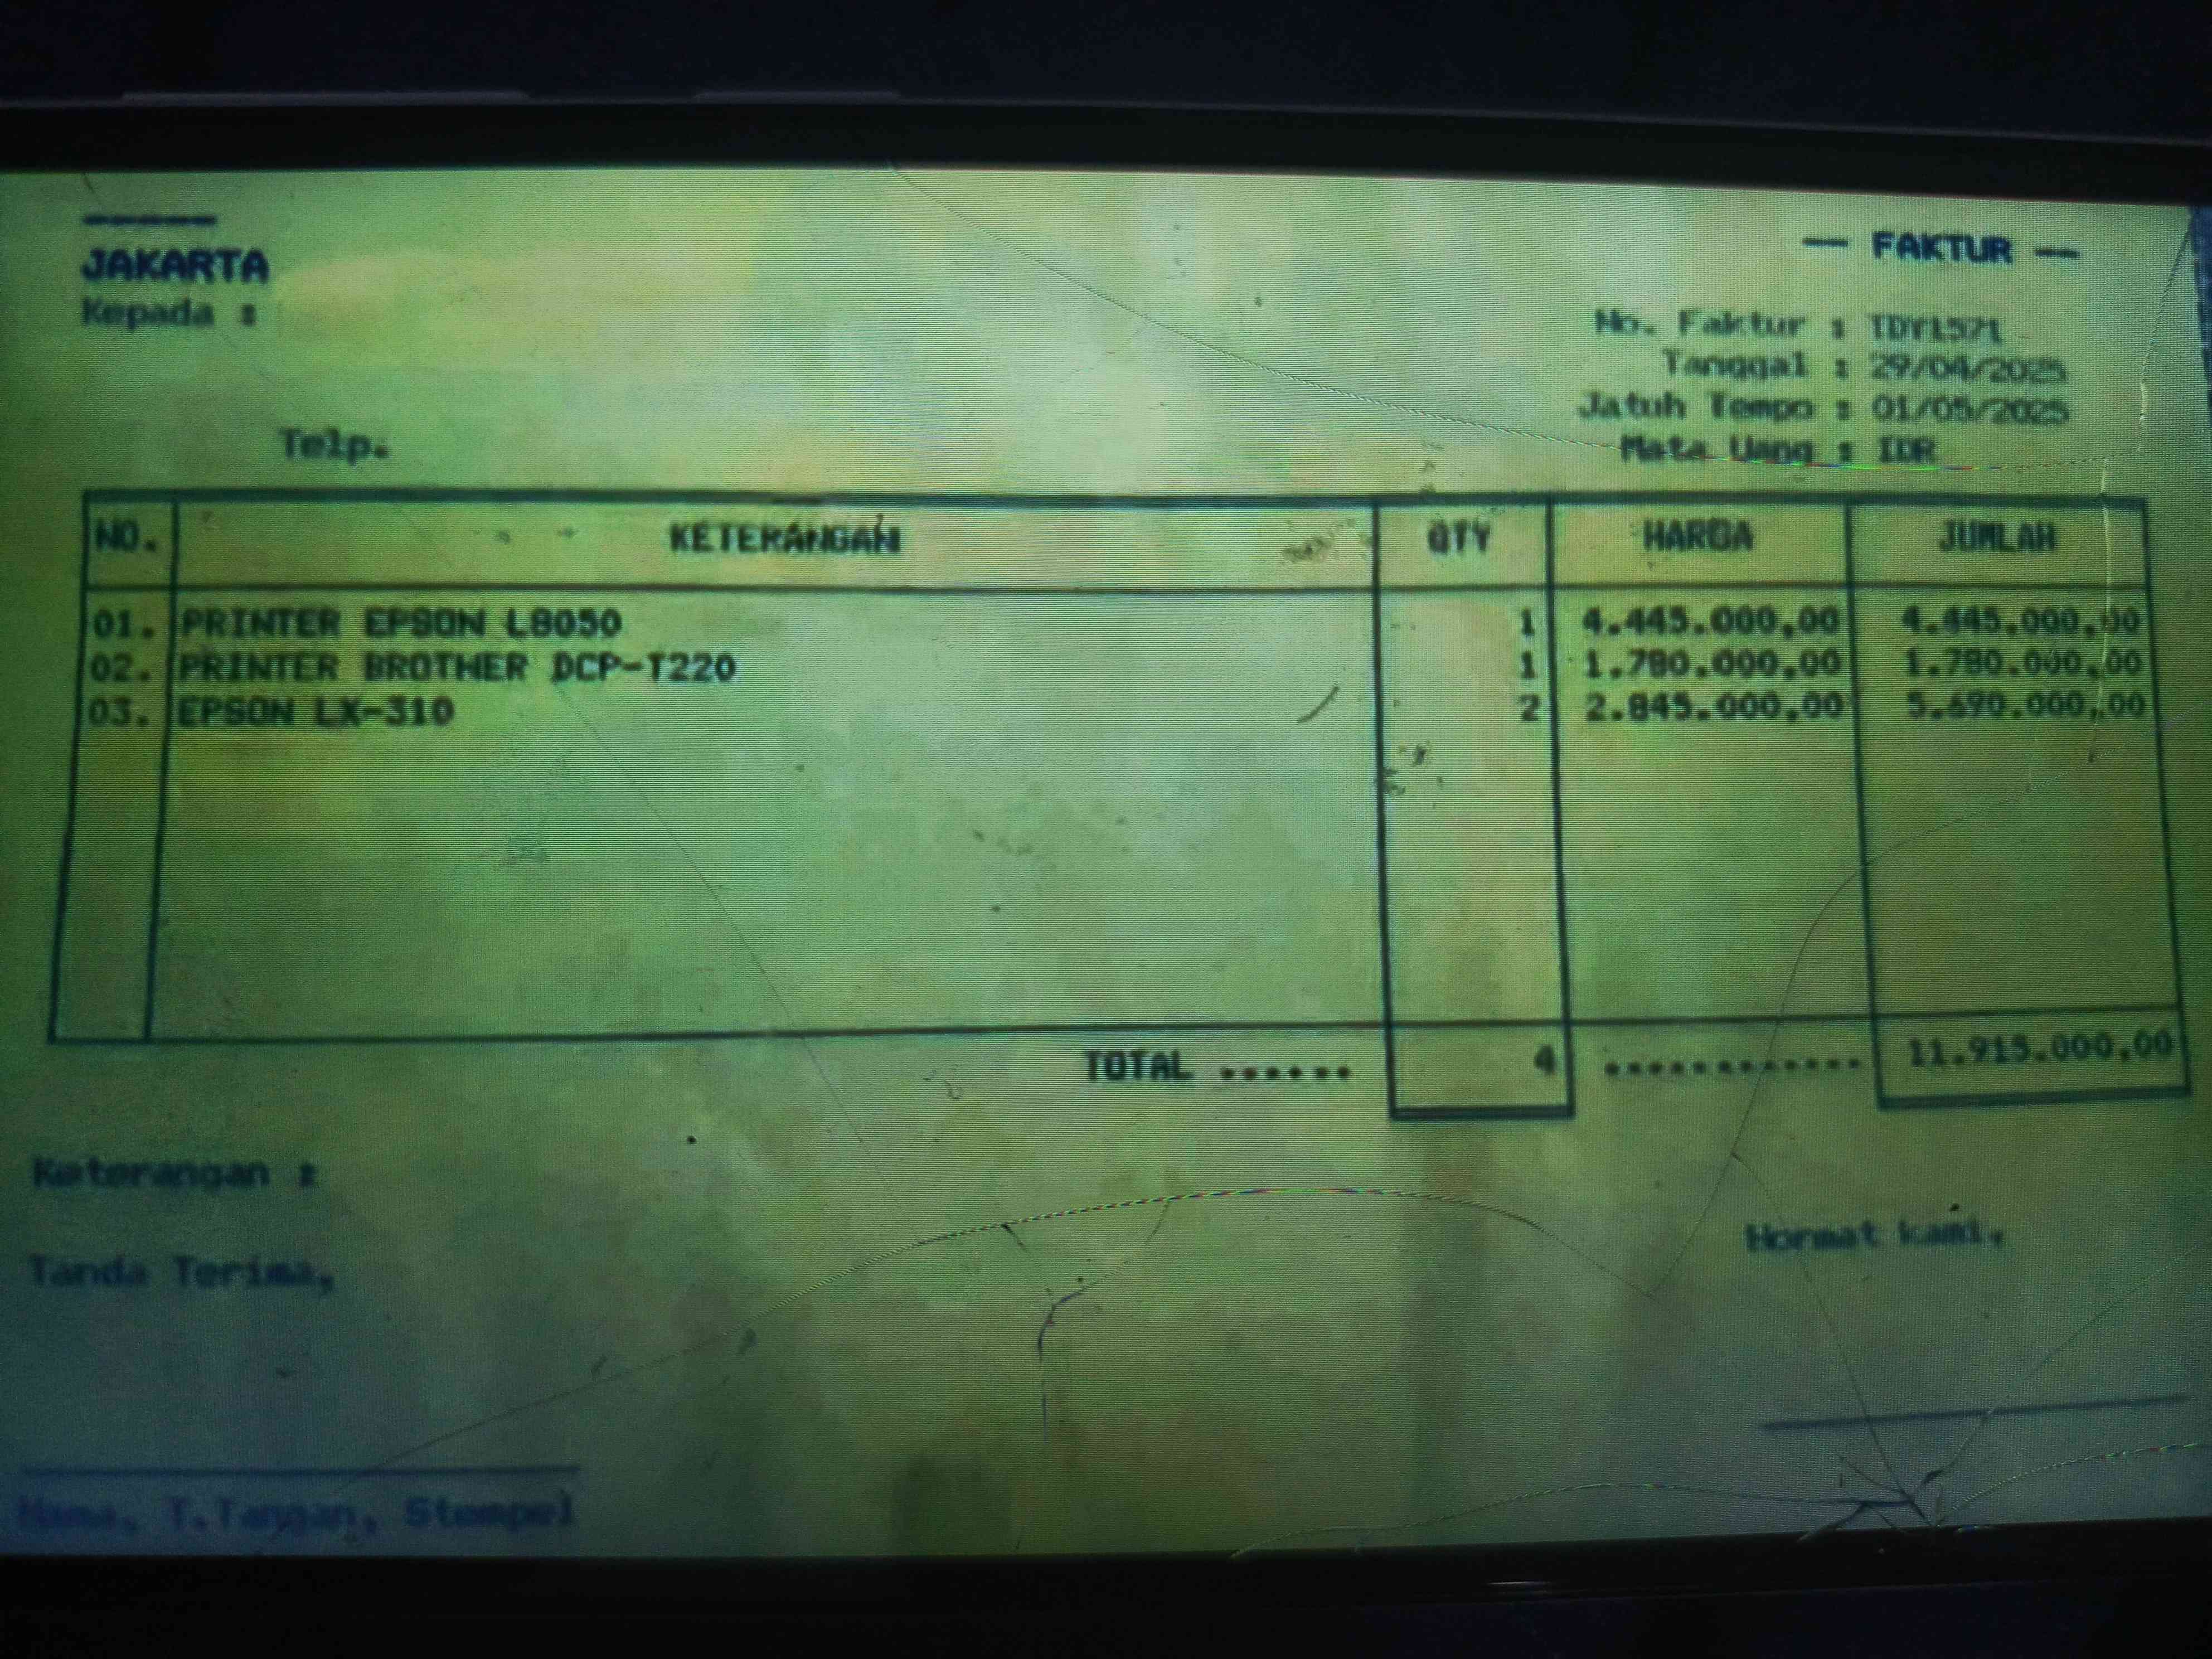 JAKARTA
-- FAKTUR --
Kepada :
No. Faktur : TDY1571
Tanggal : 29/04/2025
Jatuh Tempo : 01/05/2025
Telp.
Mata Uang : IDR
NO. KETERANGAN QTY HARGA JUMLAH
01. PRINTER EPSON L8050 1 4.445.000,00 4.445.000,00
02. PRINTER BROTHER DCP-T220 1 1.780.000,00 1.780.000,00
03. EPSON LX-310 2 2.845.000,00 5.690.000,00
TOTAL ...... 4 ............ 11.915.000,00
Keterangan :
Tanda Terima,
Hormat kami,
Nama, T.Tangan, Stempel